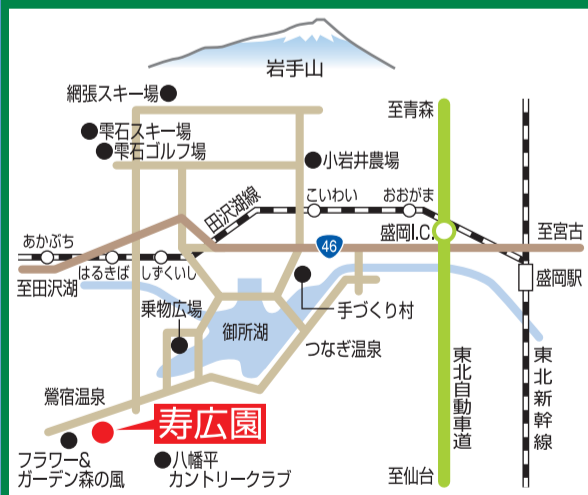 岩手山
網張スキー場
至青森
雫石スキー場
雫石ゴルフ場
小岩井農場
田沢湖線
こいわい
おおがま
あかぶち
盛岡I.C.
至宮古
46
はるきば
しずくいし
至田沢湖
盛岡駅
乗物広場
手づくり村
御所湖
つなぎ温泉
東北自動車道
東北新幹線
鶯宿温泉
寿広園
フラワー&
ガーデン森の風
八幡平
カントリークラブ
至仙台